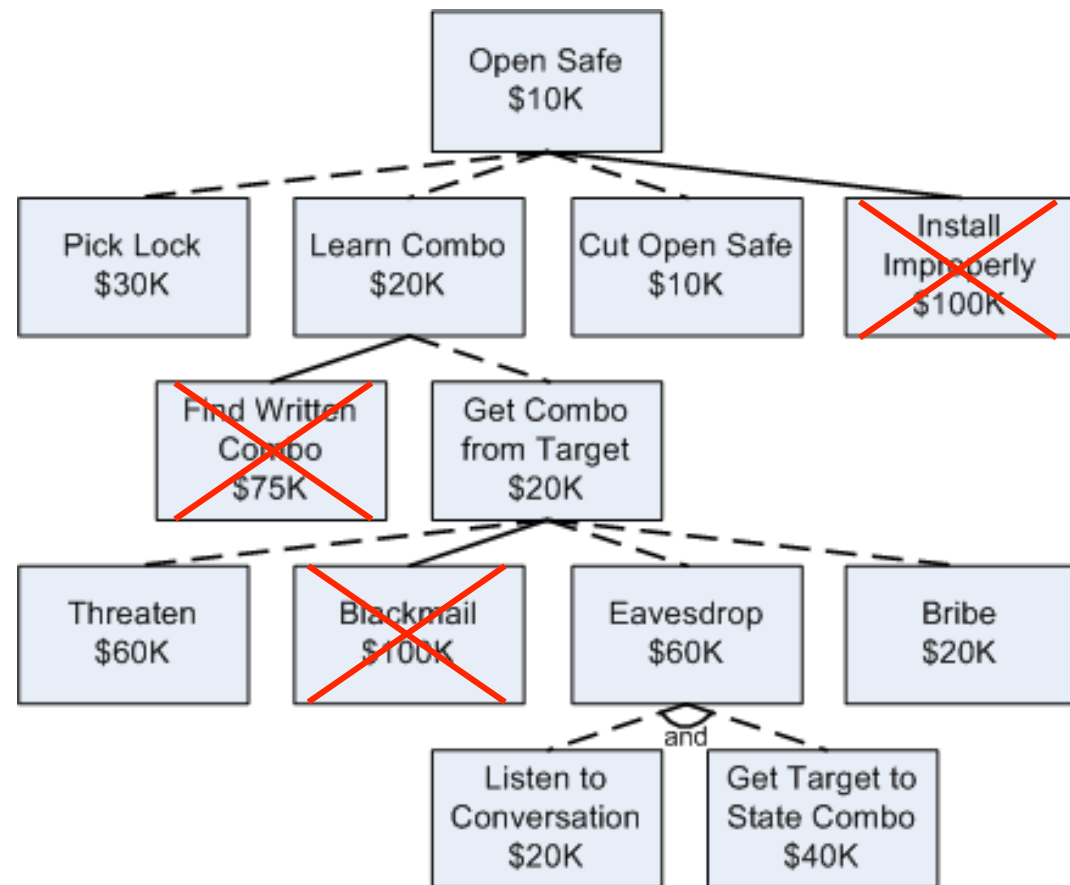 Open Safe
$10K
Pick Lock
$30K
Learn Combo
$20K
Cut Open Safe
$10K
Install
Improperly
$100K
Find Written
Combo
$75K
Get Combo
from Target
$20K
Threaten
$60K
Blackmail
$100K
Eavesdrop
$60K
Bribe
$20K
and
Listen to
Conversation
$20K
Get Target to
State Combo
$40K